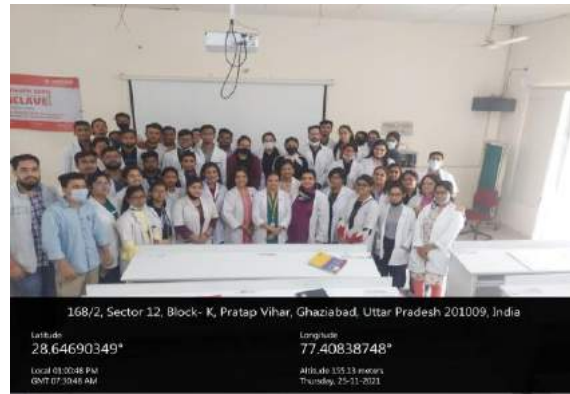 CLAVE
168/2, Sector 12, Block- K, Pratap Vihar, Ghaziabad, Uttar Pradesh 201009, India
Latitude
28.64690349°
Longitude
77.40838748°
Local 01:00:48 PM
GMT 07:30:48 AM
Altitude 155.13 meters
Thursday, 25-11-2021